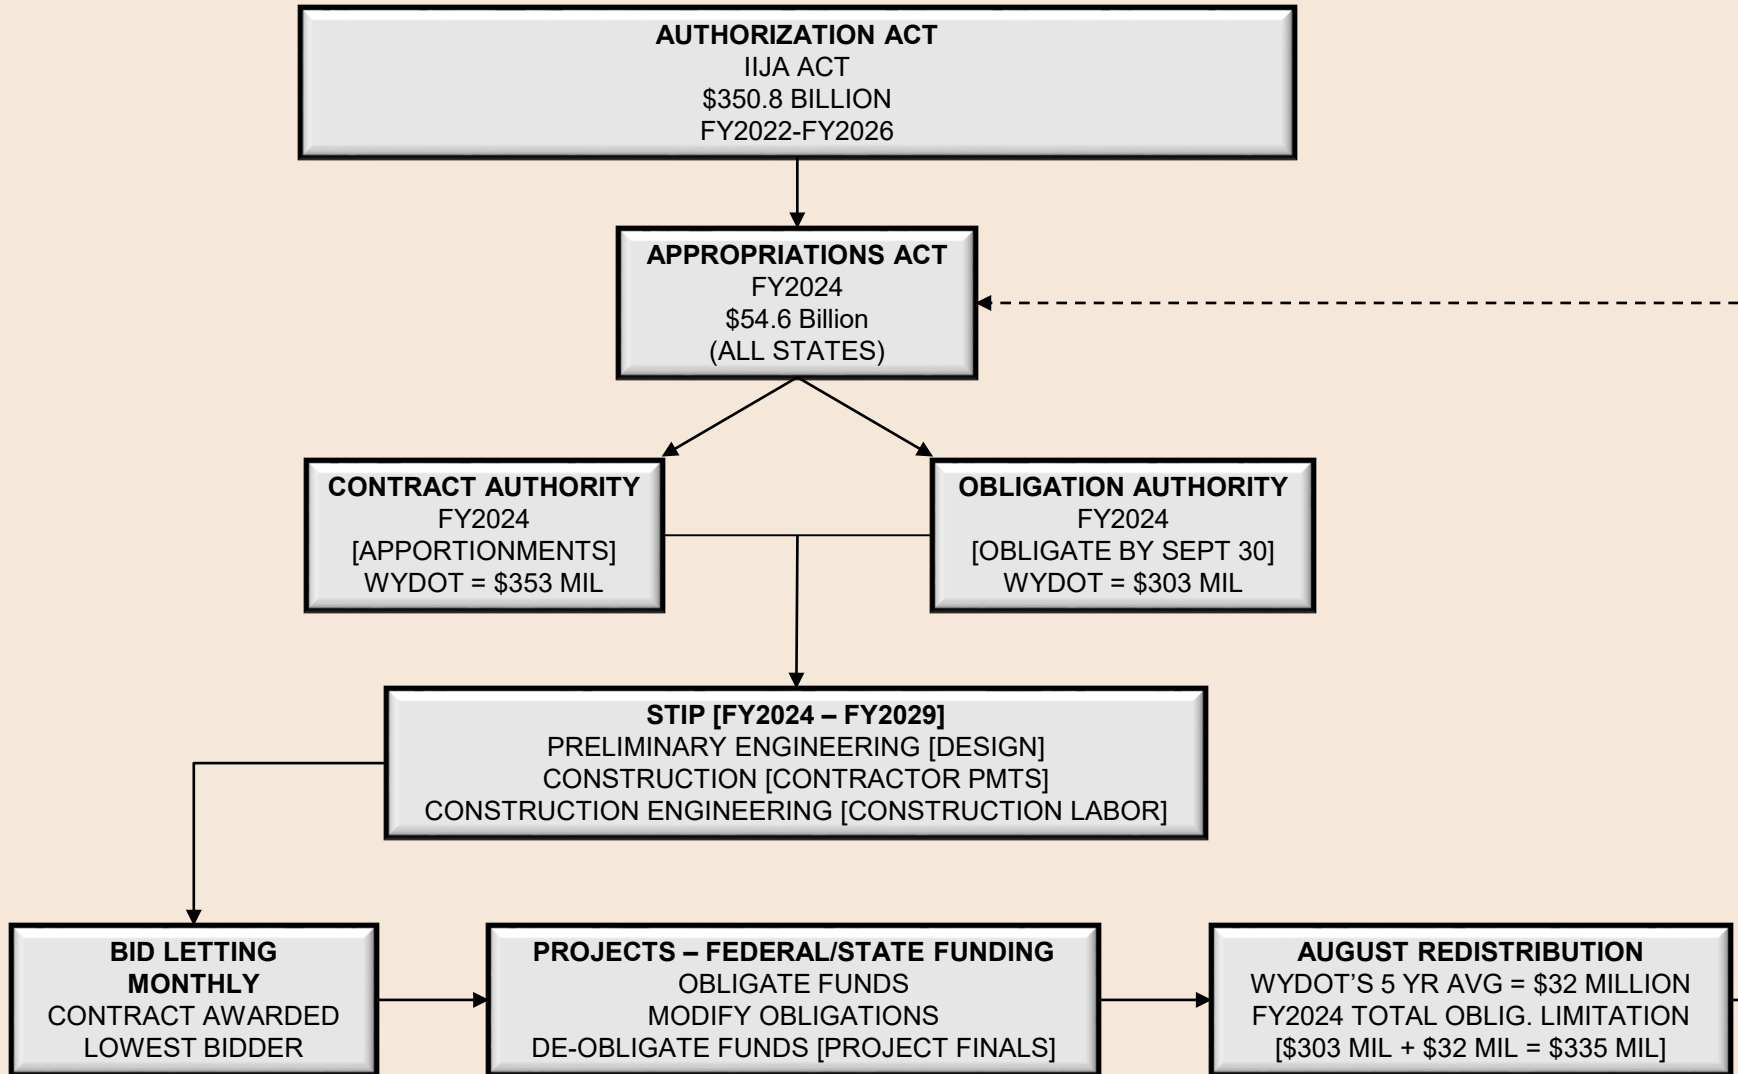 AUTHORIZATION ACT
IIJA ACT
$350.8 BILLION
FY2022-FY2026
APPROPRIATIONS ACT
FY2024
$54.6 Billion
(ALL STATES)
CONTRACT AUTHORITY
FY2024
[APPORTIONMENTS]
WYDOT = $353 MIL
OBLIGATION AUTHORITY
FY2024
[OBLIGATE BY SEPT 30]
WYDOT = $303 MIL
STIP [FY2024 – FY2029]
PRELIMINARY ENGINEERING [DESIGN]
CONSTRUCTION [CONTRACTOR PMTS]
CONSTRUCTION ENGINEERING [CONSTRUCTION LABOR]
BID LETTING
MONTHLY
CONTRACT AWARDED
LOWEST BIDDER
PROJECTS – FEDERAL/STATE FUNDING
OBLIGATE FUNDS
MODIFY OBLIGATIONS
DE-OBLIGATE FUNDS [PROJECT FINALS]
AUGUST REDISTRIBUTION
WYDOT'S 5 YR AVG = $32 MILLION
FY2024 TOTAL OBLIG. LIMITATION
[$303 MIL + $32 MIL = $335 MIL]